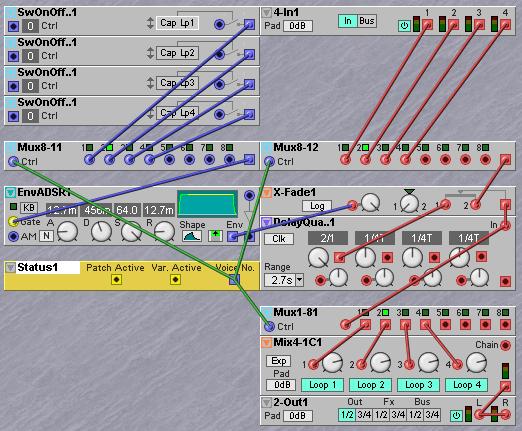 SwOnOff..1
0 Ctrl Cap Lp1
SwOnOff..1
0 Ctrl Cap Lp2
SwOnOff..1
0 Ctrl Cap Lp3
SwOnOff..1
0 Ctrl Cap Lp4
4-In1 1 2 3 4
Pad 0dB In Bus
Mux8-11 1 2 3 4 5 6 7 8
Ctrl
Mux8-12 1 2 3 4 5 6 7 8
Ctrl
EnvADSR1
KB 12.7m 64.0 12.7m
Gate A D S R Shape Env
AM N
X-Fade1
Log 1 2 1 2
Clk 2/1 1/4T 1/4T 1/4T In
Range
2.7s
Status1 Patch Active Var. Active Voice No.
Mux1-81 1 2 3 4 5 6 7 8
Ctrl
Mix4-1C1 Chain
Exp
Pad 1 2 3 4
0dB Loop 1 Loop 2 Loop 3 Loop 4
2-Out1 Out Fx Bus L R
Pad 0dB 1/2 3/4 1/2 3/4 1/2 3/4